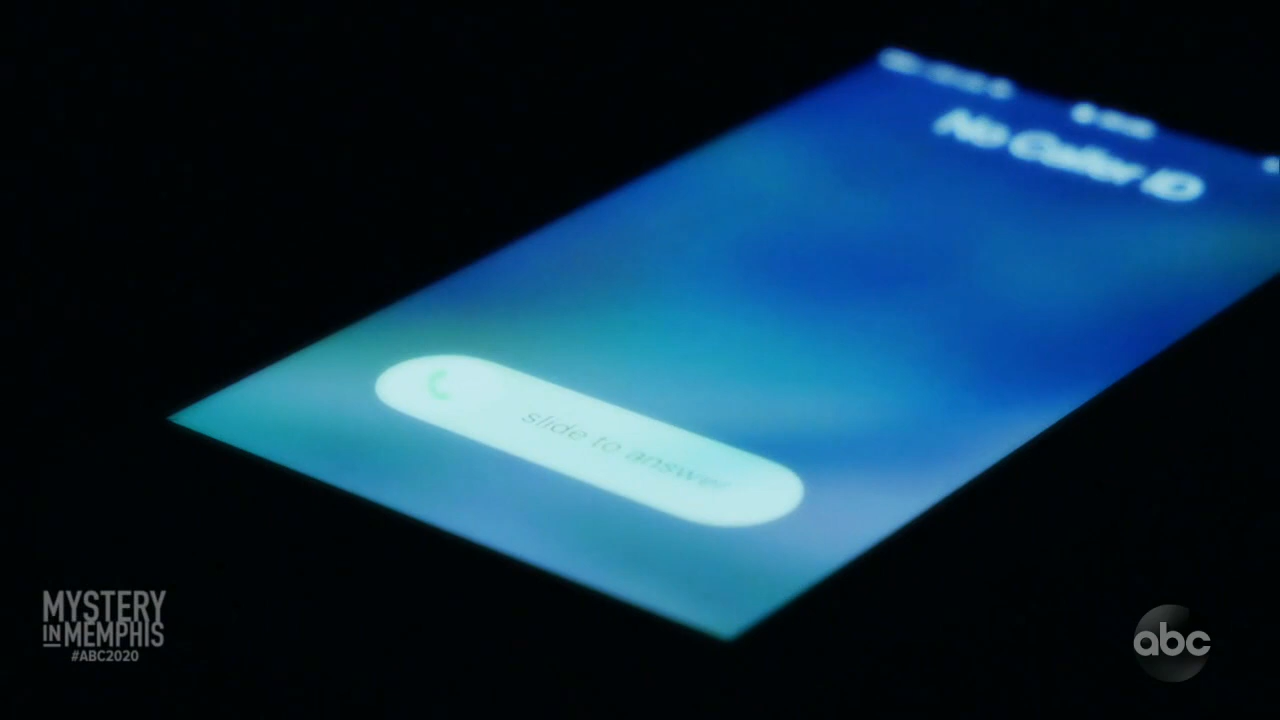 No Caller ID
slide to answer
MYSTERY
IN MEMPHIS
#ABC2020
abc